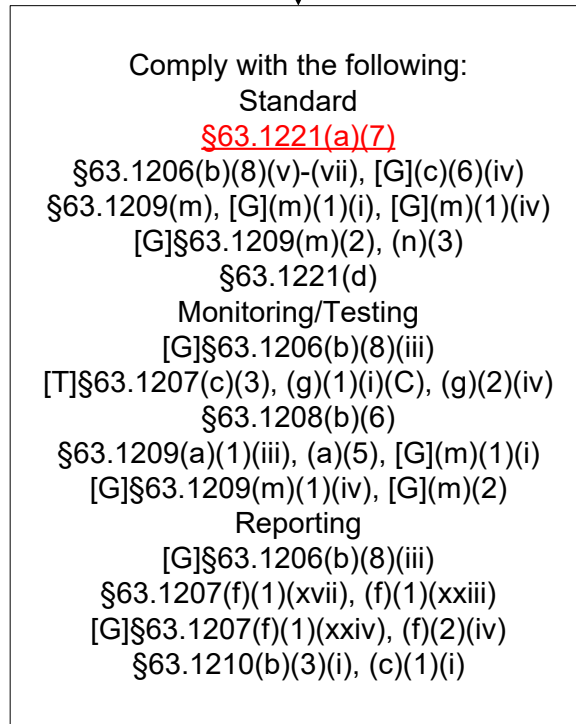 Comply with the following:
Standard
§63.1221(a)(7)
§63.1206(b)(8)(v)-(vii), [G](c)(6)(iv)
§63.1209(m), [G](m)(1)(i), [G](m)(1)(iv)
[G]§63.1209(m)(2), (n)(3)
§63.1221(d)
Monitoring/Testing
[G]§63.1206(b)(8)(iii)
[T]§63.1207(c)(3), (g)(1)(i)(C), (g)(2)(iv)
§63.1208(b)(6)
§63.1209(a)(1)(iii), (a)(5), [G](m)(1)(i)
[G]§63.1209(m)(1)(iv), [G](m)(2)
Reporting
[G]§63.1206(b)(8)(iii)
§63.1207(f)(1)(xvii), (f)(1)(xxiii)
[G]§63.1207(f)(1)(xxiv), (f)(2)(iv)
§63.1210(b)(3)(i), (c)(1)(i)